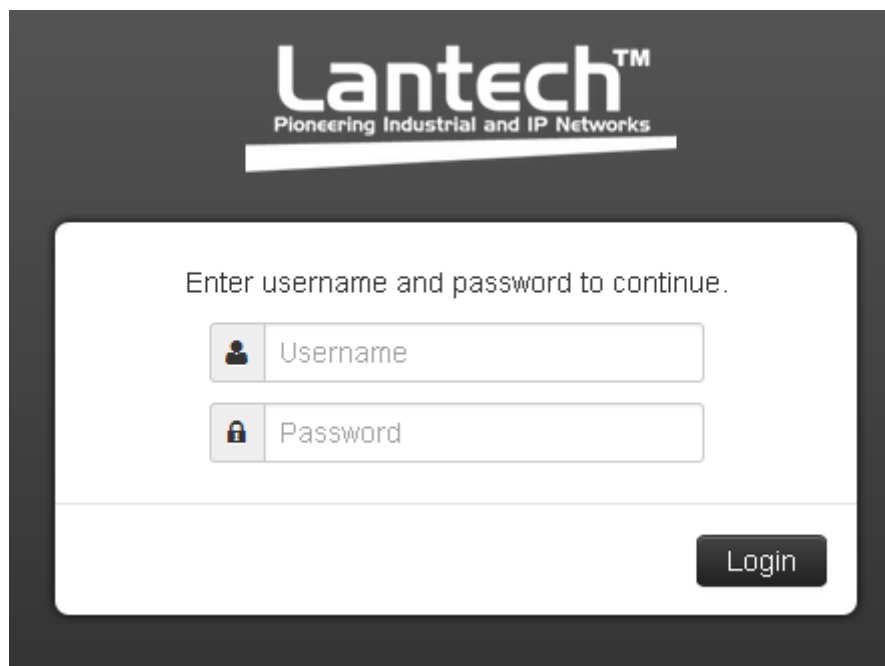 Lantech™
Pioneering Industrial and IP Networks
Enter username and password to continue.
Username
Password
Login